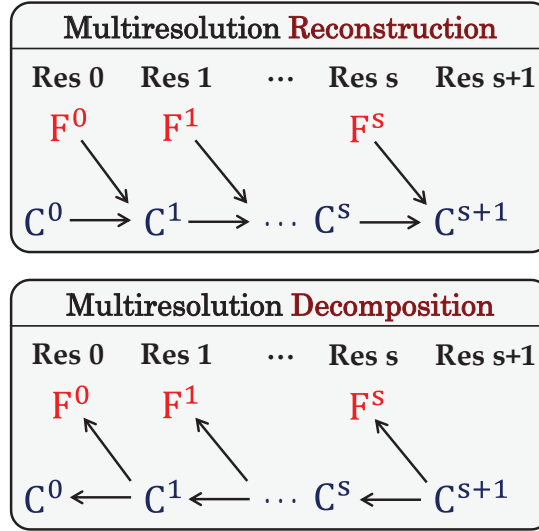 Multiresolution Reconstruction
Res 0 Res 1 ... Res s Res s+1
F⁰ F¹ Fˢ
C⁰ C¹ ... Cˢ Cˢ⁺¹
Multiresolution Decomposition
Res 0 Res 1 ... Res s Res s+1
F⁰ F¹ Fˢ
C⁰ C¹ ... Cˢ Cˢ⁺¹